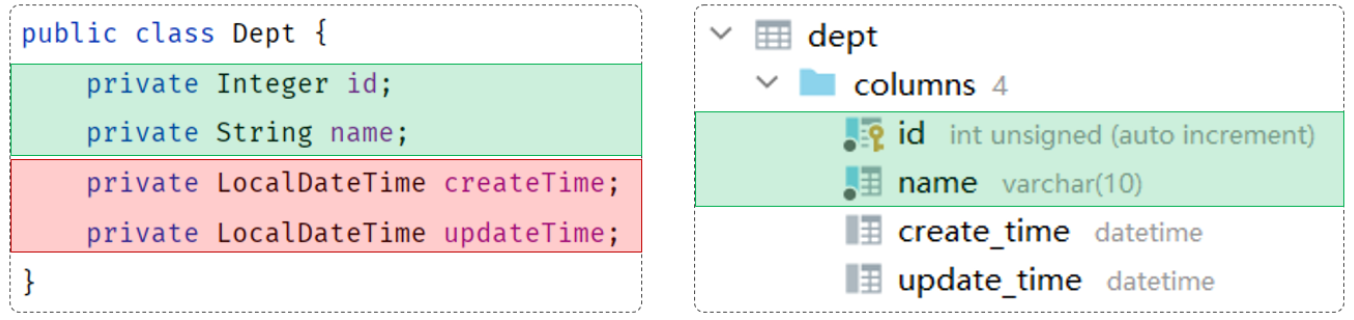 public class Dept {
private Integer id;
private String name;
private LocalDateTime createTime;
private LocalDateTime updateTime;
}
dept
columns 4
id int unsigned (auto increment)
name varchar(10)
create_time datetime
update_time datetime